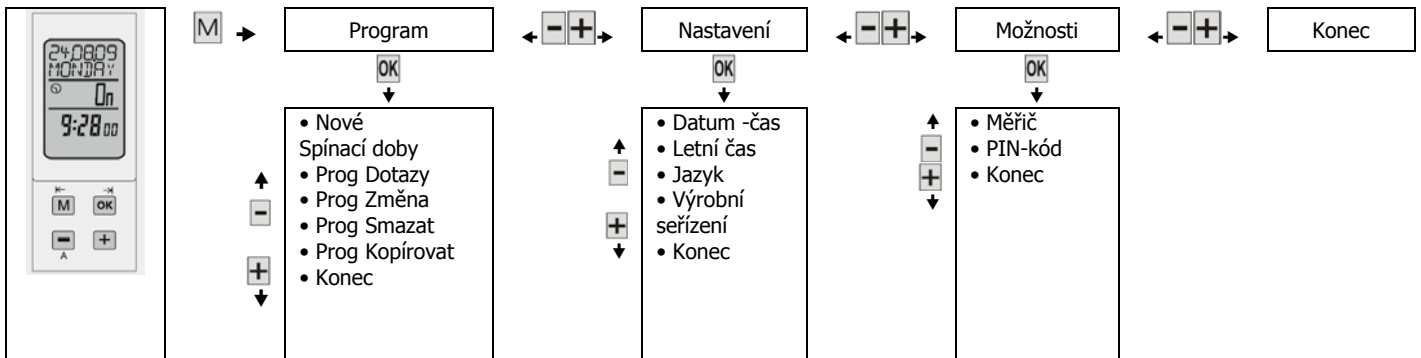 24.08.09
MONDAY
On
9:28 00
M OK
− +
A
M
Program
− +
Nastavení
− +
Možnosti
− +
Konec
OK
OK
OK
• Nové
Spínací doby
• Prog Dotazy
• Prog Změna
• Prog Smazat
• Prog Kopírovat
• Konec
−
+
• Datum -čas
• Letní čas
• Jazyk
• Výrobní
seřízení
• Konec
−
+
• Měřič
• PIN-kód
• Konec
−
+